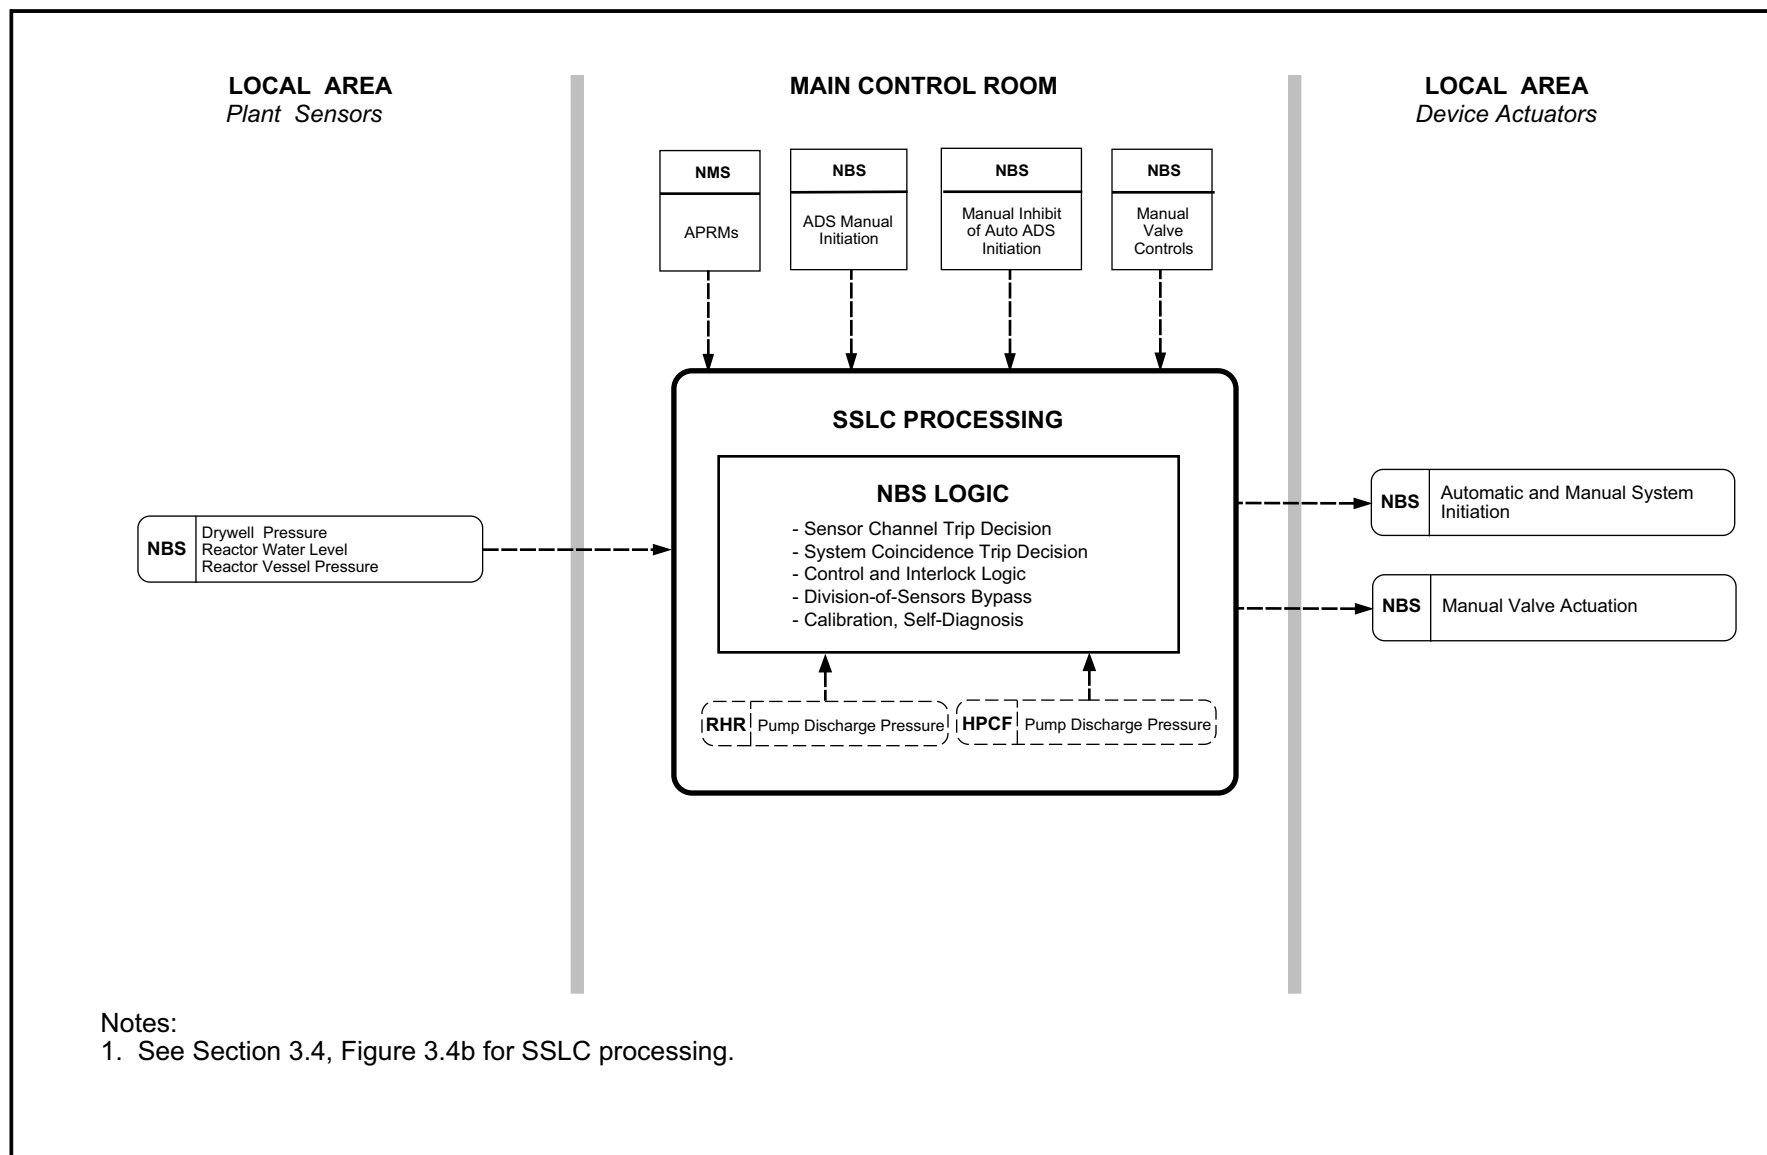 LOCAL AREA
Plant Sensors
MAIN CONTROL ROOM
LOCAL AREA
Device Actuators
NMS
APRMs
NBS
ADS Manual
Initiation
NBS
Manual Inhibit
of Auto ADS
Initiation
NBS
Manual
Valve
Controls
SSLC PROCESSING
NBS LOGIC
- Sensor Channel Trip Decision
- System Coincidence Trip Decision
- Control and Interlock Logic
- Division-of-Sensors Bypass
- Calibration, Self-Diagnosis
NBS
Drywell Pressure
Reactor Water Level
Reactor Vessel Pressure
NBS
Automatic and Manual System
Initiation
NBS
Manual Valve Actuation
RHR
Pump Discharge Pressure
HPCF
Pump Discharge Pressure
Notes:
1. See Section 3.4, Figure 3.4b for SSLC processing.